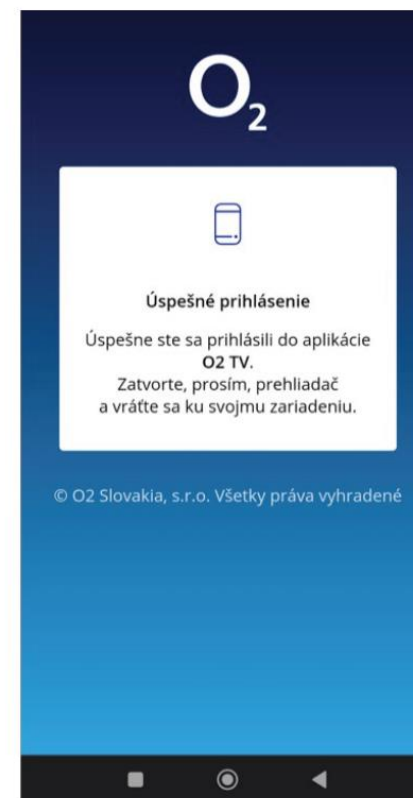 O2
Úspešné prihlásenie
Úspešne ste sa prihlásili do aplikácie
O2 TV.
Zatvorte, prosím, prehliadač
a vráťte sa ku svojmu zariadeniu.
© O2 Slovakia, s.r.o. Všetky práva vyhradené